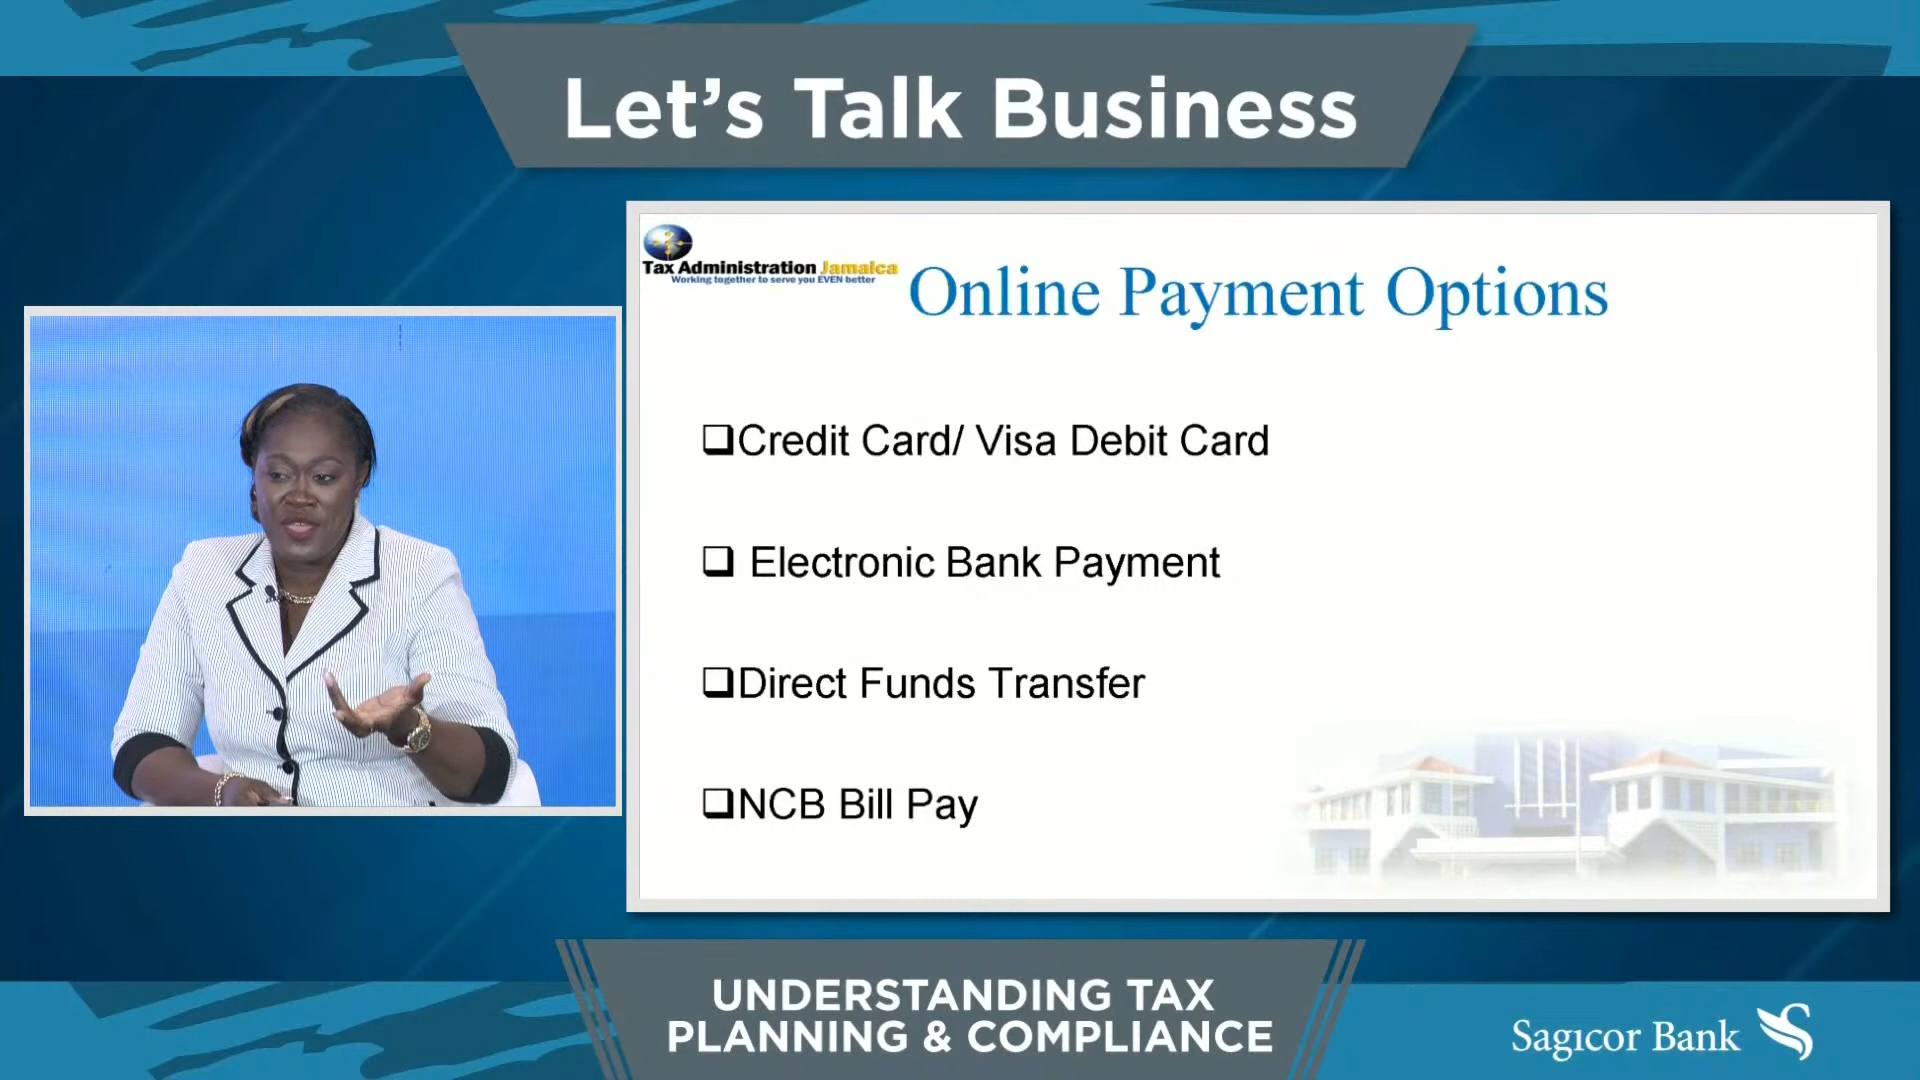 Let's Talk Business
Tax Administration Jamaica
Working together to serve you EVEN better
Online Payment Options
❑Credit Card/ Visa Debit Card
❑ Electronic Bank Payment
❑Direct Funds Transfer
❑NCB Bill Pay
UNDERSTANDING TAX
PLANNING & COMPLIANCE
Sagicor Bank